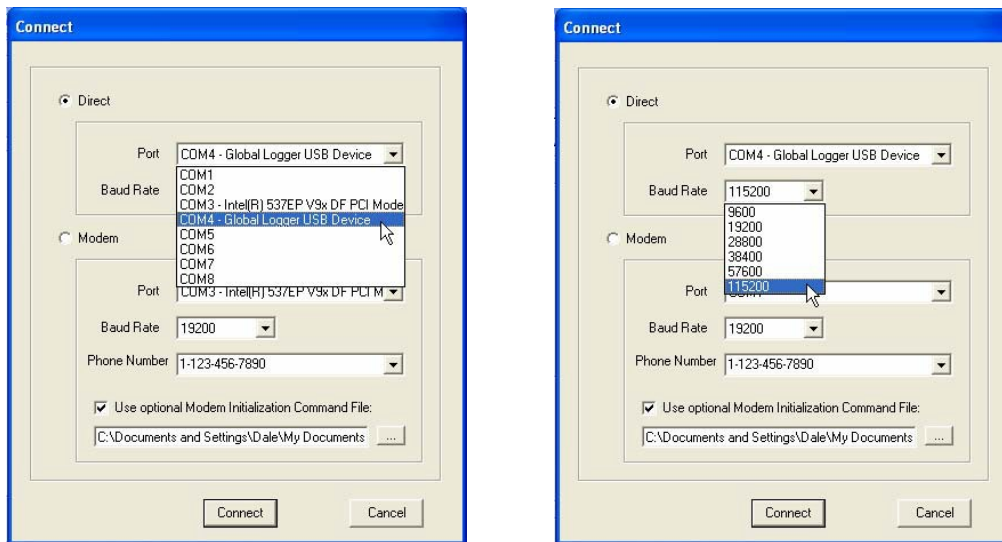 Connect
Direct
Port COM4 - Global Logger USB Device
COM1
COM2
Baud Rate
COM3 - Intel(R) 537EP V9x DF PCI Mode
COM4 - Global Logger USB Device
COM5
Modem
COM6
COM7
COM8
Port COM3 - Intel(R) 537EP V9x DF PCI M
Baud Rate 19200
Phone Number 1-123-456-7890
Use optional Modem Initialization Command File:
C:\Documents and Settings\Dale\My Documents ...
Connect Cancel
Connect
Direct
Port COM4 - Global Logger USB Device
Baud Rate 115200
9600
19200
28800
Modem
38400
57600
115200
Port
Baud Rate 19200
Phone Number 1-123-456-7890
Use optional Modem Initialization Command File:
C:\Documents and Settings\Dale\My Documents ...
Connect Cancel